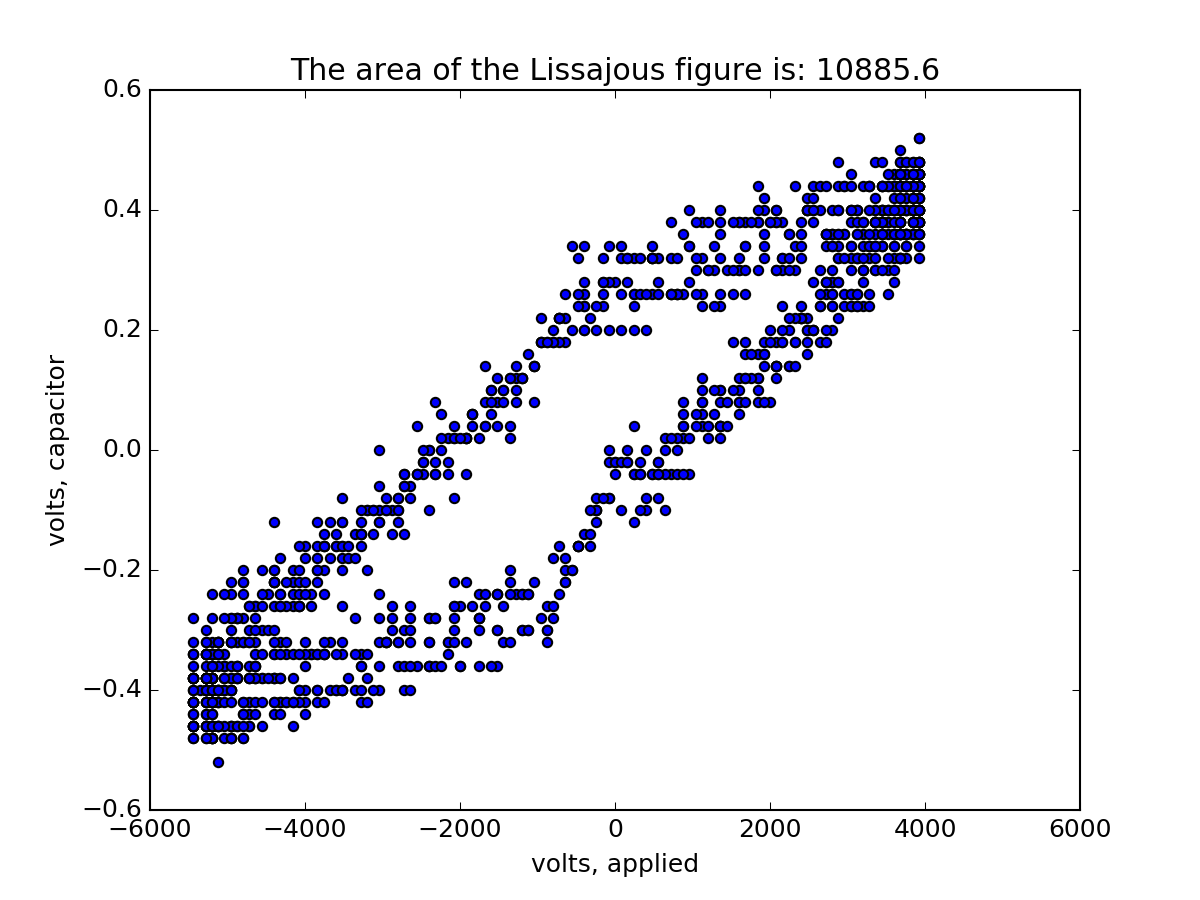 The area of the Lissajous figure is: 10885.6
0.6
0.4
0.2
0.0
−0.2
−0.4
−0.6
volts, capacitor
−6000 −4000 −2000 0 2000 4000 6000
volts, applied